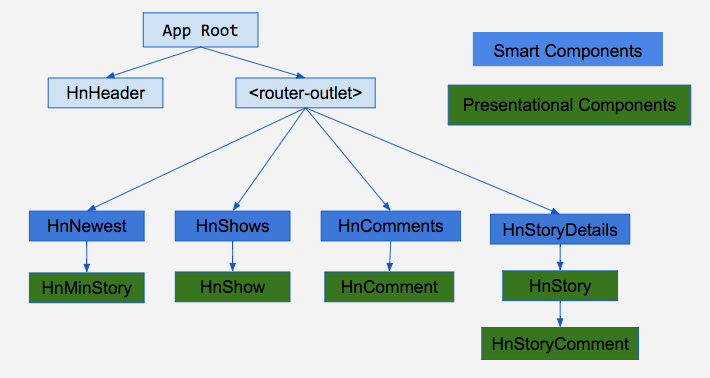 App Root
Smart Components
HnHeader
<router-outlet>
Presentational Components
HnNewest
HnShows
HnComments
HnStoryDetails
HnMinStory
HnShow
HnComment
HnStory
HnStoryComment